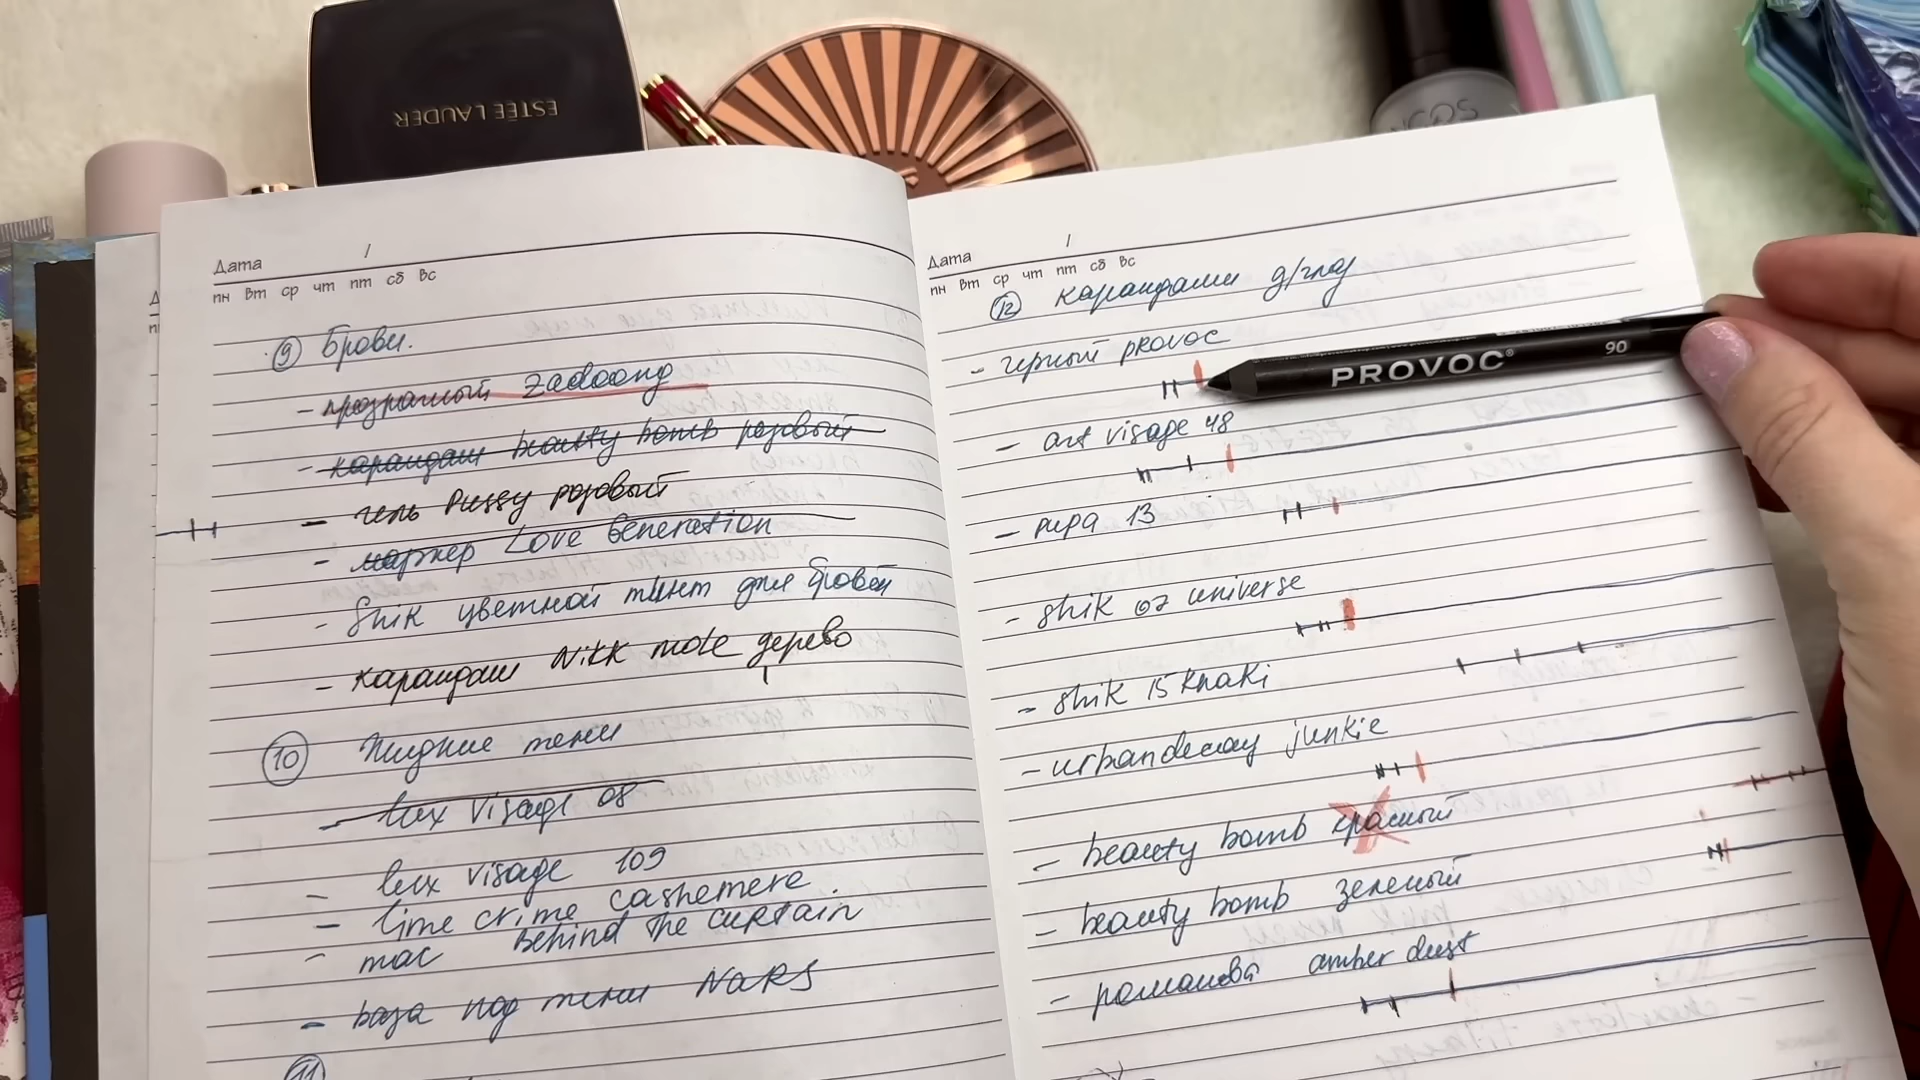 ESTĒE LAUDER
Дата /
пн Вт ср чт пт сб Вс
9 Брови.
- прозрачный Zadoong
- карандаш beauty bomb розовый
- гель Pussy розовый
- маркер Love Generation
- Shik цветной тинт для бровей
- карандаш Nikk mole дерево
10 Жидкие тени
- lux visage 08
- lux visage 109
- lime crime cashemere
- mac Behind the curtain
- база под тени NARS
11
Дата /
пн Вт ср чт пт сб Вс
12 карандаши д/глаз
- черный provoc
- art visage 48
- pupa 13
- shik 07 universe
- shik 15 khaki
- urbandecay junkie
- beauty bomb красный
- beauty bomb зеленый
- романова amber dust
PROVOC® 90